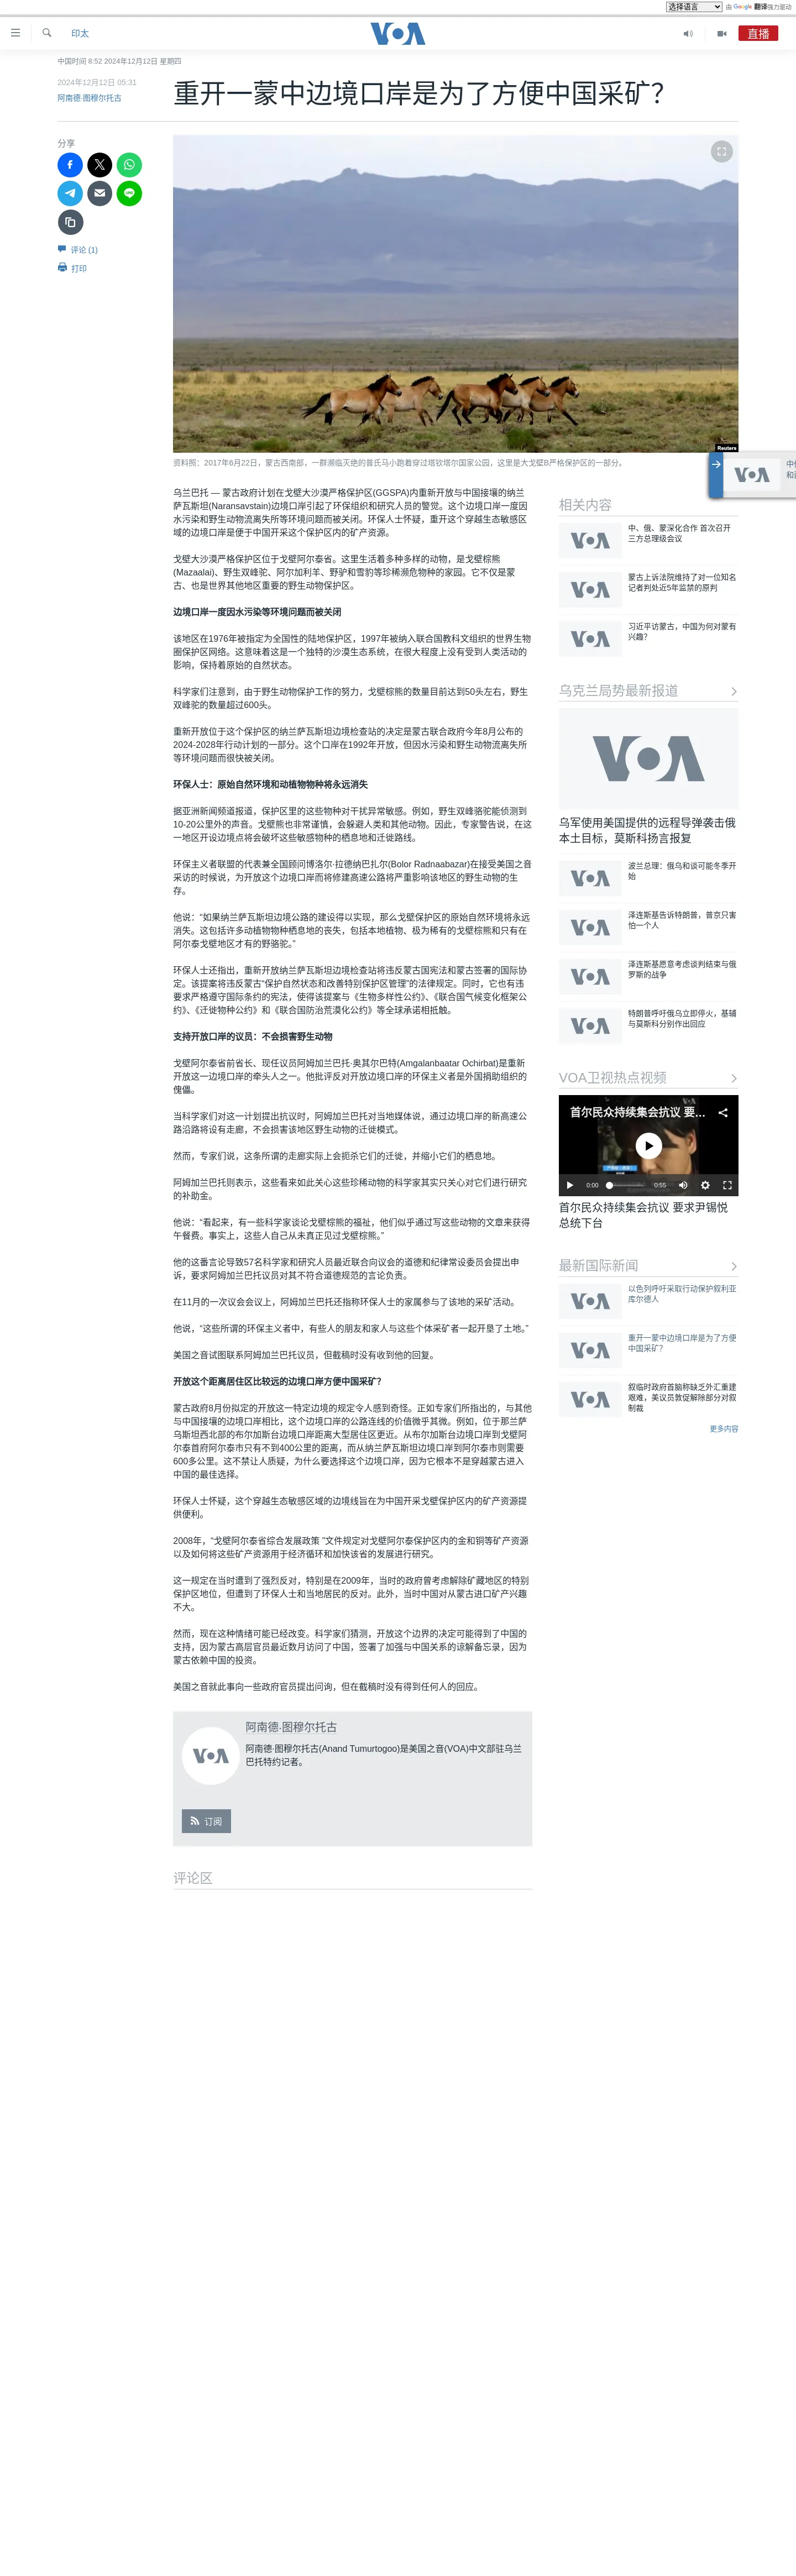 选择语言 由 Google 翻译强力驱动
印太
VOA
直播
中国时间 8:52 2024年12月12日 星期四
2024年12月12日 05:31
阿南德·图穆尔托古
重开一蒙中边境口岸是为了方便中国采矿?
分享
评论 (1)
打印
Reuters
资料照：2017年6月22日，蒙古西南部，一群濒临灭绝的普氏马小跑着穿过塔钦塔尔国家公园，这里是大戈壁B严格保护区的一部分。
乌兰巴托 — 蒙古政府计划在戈壁大沙漠严格保护区(GGSPA)内重新开放与中国接壤的纳兰
萨瓦斯坦(Naransavstain)边境口岸引起了环保组织和研究人员的警觉。这个边境口岸一度因
水污染和野生动物流离失所等环境问题而被关闭。环保人士怀疑，重开这个穿越生态敏感区
域的边境口岸是便于中国开采这个保护区内的矿产资源。
戈壁大沙漠严格保护区位于戈壁阿尔泰省。这里生活着多种多样的动物，是戈壁棕熊
(Mazaalai)、野生双峰驼、阿尔加利羊、野驴和雪豹等珍稀濒危物种的家园。它不仅是蒙
古、也是世界其他地区重要的野生动物保护区。
边境口岸一度因水污染等环境问题而被关闭
该地区在1976年被指定为全国性的陆地保护区，1997年被纳入联合国教科文组织的世界生物
圈保护区网络。这意味着这是一个独特的沙漠生态系统，在很大程度上没有受到人类活动的
影响，保持着原始的自然状态。
科学家们注意到，由于野生动物保护工作的努力，戈壁棕熊的数量目前达到50头左右，野生
双峰驼的数量超过600头。
重新开放位于这个保护区的纳兰萨瓦斯坦边境检查站的决定是蒙古联合政府今年8月公布的
2024-2028年行动计划的一部分。这个口岸在1992年开放，但因水污染和野生动物流离失所
等环境问题而很快被关闭。
环保人士：原始自然环境和动植物物种将永远消失
据亚洲新闻频道报道，保护区里的这些物种对干扰异常敏感。例如，野生双峰骆驼能侦测到
10-20公里外的声音。戈壁熊也非常谨慎，会躲避人类和其他动物。因此，专家警告说，在这
一地区开设边境点将会破坏这些敏感物种的栖息地和迁徙路线。
环保主义者联盟的代表兼全国顾问博洛尔·拉德纳巴扎尔(Bolor Radnaabazar)在接受美国之音
采访的时候说，为开放这个边境口岸而将修建高速公路将严重影响该地区的野生动物的生
存。
他说：“如果纳兰萨瓦斯坦边境公路的建设得以实现，那么戈壁保护区的原始自然环境将永远
消失。这包括许多动植物物种栖息地的丧失，包括本地植物、极为稀有的戈壁棕熊和只有在
阿尔泰戈壁地区才有的野骆驼。”
环保人士还指出，重新开放纳兰萨瓦斯坦边境检查站将违反蒙古国宪法和蒙古签署的国际协
定。该提案将违反蒙古“保护自然状态和改善特别保护区管理”的法律规定。同时，它也有违
要求严格遵守国际条约的宪法，使得该提案与《生物多样性公约》、《联合国气候变化框架公
约》、《迁徙物种公约》和《联合国防治荒漠化公约》等全球承诺相抵触。
支持开放口岸的议员：不会损害野生动物
戈壁阿尔泰省前省长、现任议员阿姆加兰巴托·奥其尔巴特(Amgalanbaatar Ochirbat)是重新
开放这一边境口岸的牵头人之一。他批评反对开放边境口岸的环保主义者是外国捐助组织的
傀儡。
当科学家们对这一计划提出抗议时，阿姆加兰巴托对当地媒体说，通过边境口岸的新高速公
路沿路将设有走廊，不会损害该地区野生动物的迁徙模式。
然而，专家们说，这条所谓的走廊实际上会扼杀它们的迁徙，并缩小它们的栖息地。
阿姆加兰巴托则表示，这些看来如此关心这些珍稀动物的科学家其实只关心对它们进行研究
的补助金。
他说：“看起来，有一些科学家谈论戈壁棕熊的福祉，他们似乎通过写这些动物的文章来获得
午餐费。事实上，这些人自己从未真正见过戈壁棕熊。”
他的这番言论导致57名科学家和研究人员最近联合向议会的道德和纪律常设委员会提出申
诉，要求阿姆加兰巴托议员对其不符合道德规范的言论负责。
在11月的一次议会会议上，阿姆加兰巴托还指称环保人士的家属参与了该地的采矿活动。
他说，“这些所谓的环保主义者中，有些人的朋友和家人与这些个体采矿者一起开垦了土地。”
美国之音试图联系阿姆加兰巴托议员，但截稿时没有收到他的回复。
开放这个距离居住区比较远的边境口岸方便中国采矿？
蒙古政府8月份拟定的开放这一特定边境的规定令人感到奇怪。正如专家们所指出的，与其他
与中国接壤的边境口岸相比，这个边境口岸的公路连线的价值微乎其微。例如，位于那兰萨
乌斯坦西北部的布尔加斯台边境口岸距离大型居住区更近。从布尔加斯台边境口岸到戈壁阿
尔泰首府阿尔泰市只有不到400公里的距离，而从纳兰萨瓦斯坦边境口岸到阿尔泰市则需要
600多公里。这不禁让人质疑，为什么要选择这个边境口岸，因为它根本不是穿越蒙古进入
中国的最佳选择。
环保人士怀疑，这个穿越生态敏感区域的边境线旨在为中国开采戈壁保护区内的矿产资源提
供便利。
2008年，“戈壁阿尔泰省综合发展政策 ”文件规定对戈壁阿尔泰保护区内的金和铜等矿产资源
以及如何将这些矿产资源用于经济循环和加快该省的发展进行研究。
这一规定在当时遭到了强烈反对，特别是在2009年，当时的政府曾考虑解除矿藏地区的特别
保护区地位，但遭到了环保人士和当地居民的反对。此外，当时中国对从蒙古进口矿产兴趣
不大。
然而，现在这种情绪可能已经改变。科学家们猜测，开放这个边界的决定可能得到了中国的
支持，因为蒙古高层官员最近数月访问了中国，签署了加强与中国关系的谅解备忘录，因为
蒙古依赖中国的投资。
美国之音就此事向一些政府官员提出问询，但在截稿时没有得到任何人的回应。
阿南德·图穆尔托古
阿南德·图穆尔托古(Anand Tumurtogoo)是美国之音(VOA)中文部驻乌兰
巴托特约记者。
订阅
评论区
相关内容
中、俄、蒙深化合作 首次召开
三方总理级会议
蒙古上诉法院维持了对一位知名
记者判处近5年监禁的原判
习近平访蒙古，中国为何对蒙有
兴趣？
乌克兰局势最新报道
VOA
乌军使用美国提供的远程导弹袭击俄
本土目标，莫斯科扬言报复
波兰总理：俄乌和谈可能冬季开
始
泽连斯基告诉特朗普，普京只害
怕一个人
泽连斯基愿意考虑谈判结束与俄
罗斯的战争
特朗普呼吁俄乌立即停火，基辅
与莫斯科分别作出回应
VOA卫视热点视频
首尔民众持续集会抗议 要...
0:00 0:55
首尔民众持续集会抗议 要求尹锡悦
总统下台
最新国际新闻
以色列呼吁采取行动保护叙利亚
库尔德人
重开一蒙中边境口岸是为了方便
中国采矿？
叙临时政府首脑称缺乏外汇重建
艰难，美议员敦促解除部分对叙
制裁
更多内容